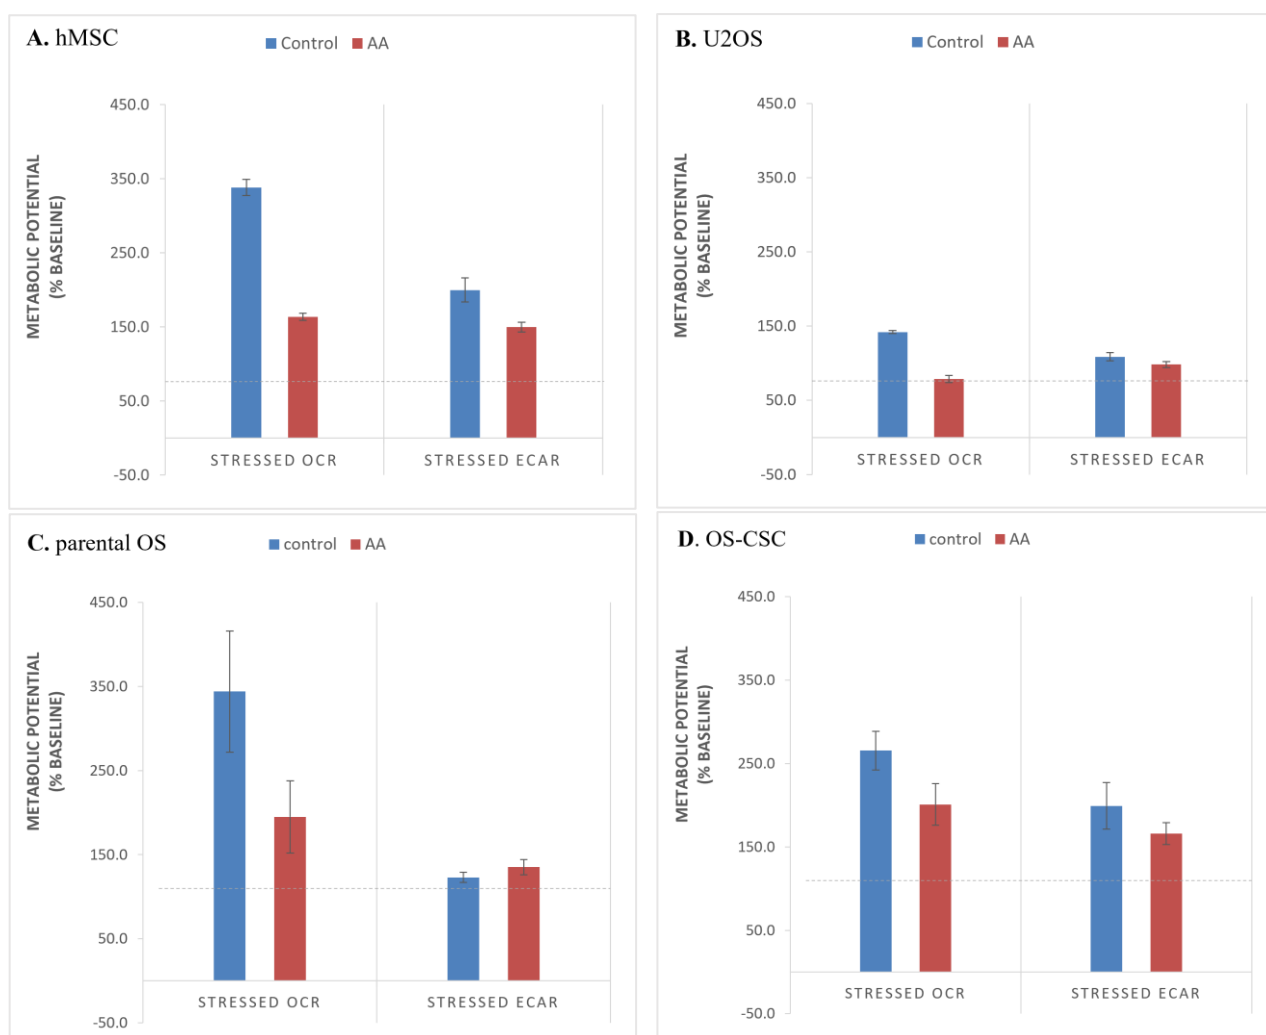 A. hMSC
Control AA
METABOLIC POTENTIAL
(% BASELINE)
450.0
350.0
250.0
150.0
50.0
-50.0
STRESSED OCR STRESSED ECAR
B. U2OS
Control AA
METABOLIC POTENTIAL
(% BASELINE)
450.0
350.0
250.0
150.0
50.0
-50.0
STRESSED OCR STRESSED ECAR
C. parental OS
control AA
METABOLIC POTENTIAL
(% BASELINE)
450.0
350.0
250.0
150.0
50.0
-50.0
STRESSED OCR STRESSED ECAR
D. OS-CSC
control AA
METABOLIC POTENTIAL
(% BASELINE)
450.0
350.0
250.0
150.0
50.0
-50.0
STRESSED OCR STRESSED ECAR